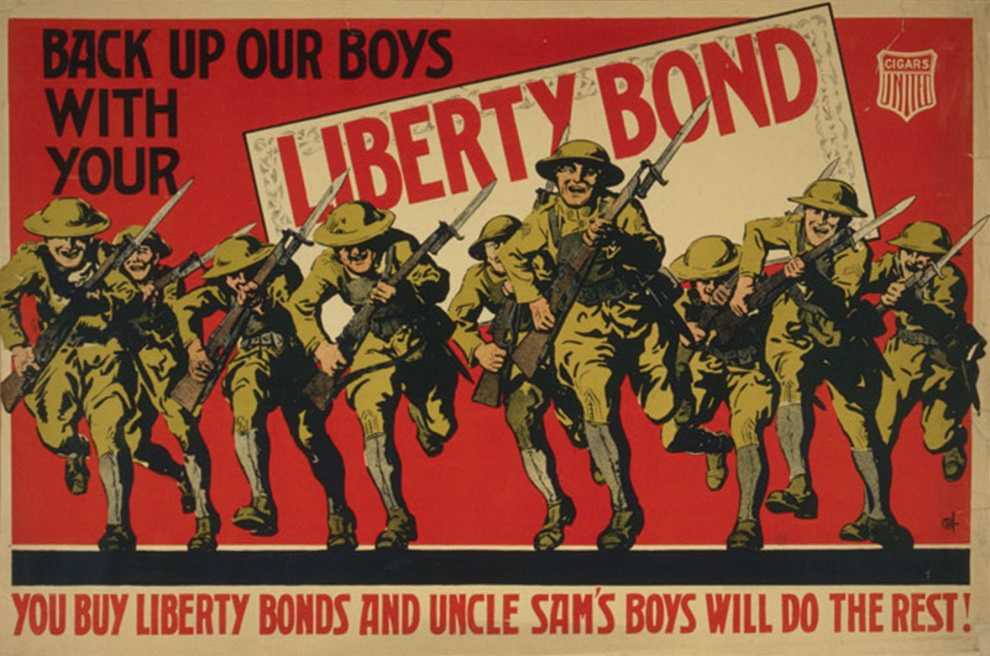 BACK UP OUR BOYS
WITH
YOUR
LIBERTY BOND
CIGARS
UNITED
YOU BUY LIBERTY BONDS AND UNCLE SAM'S BOYS WILL DO THE REST!